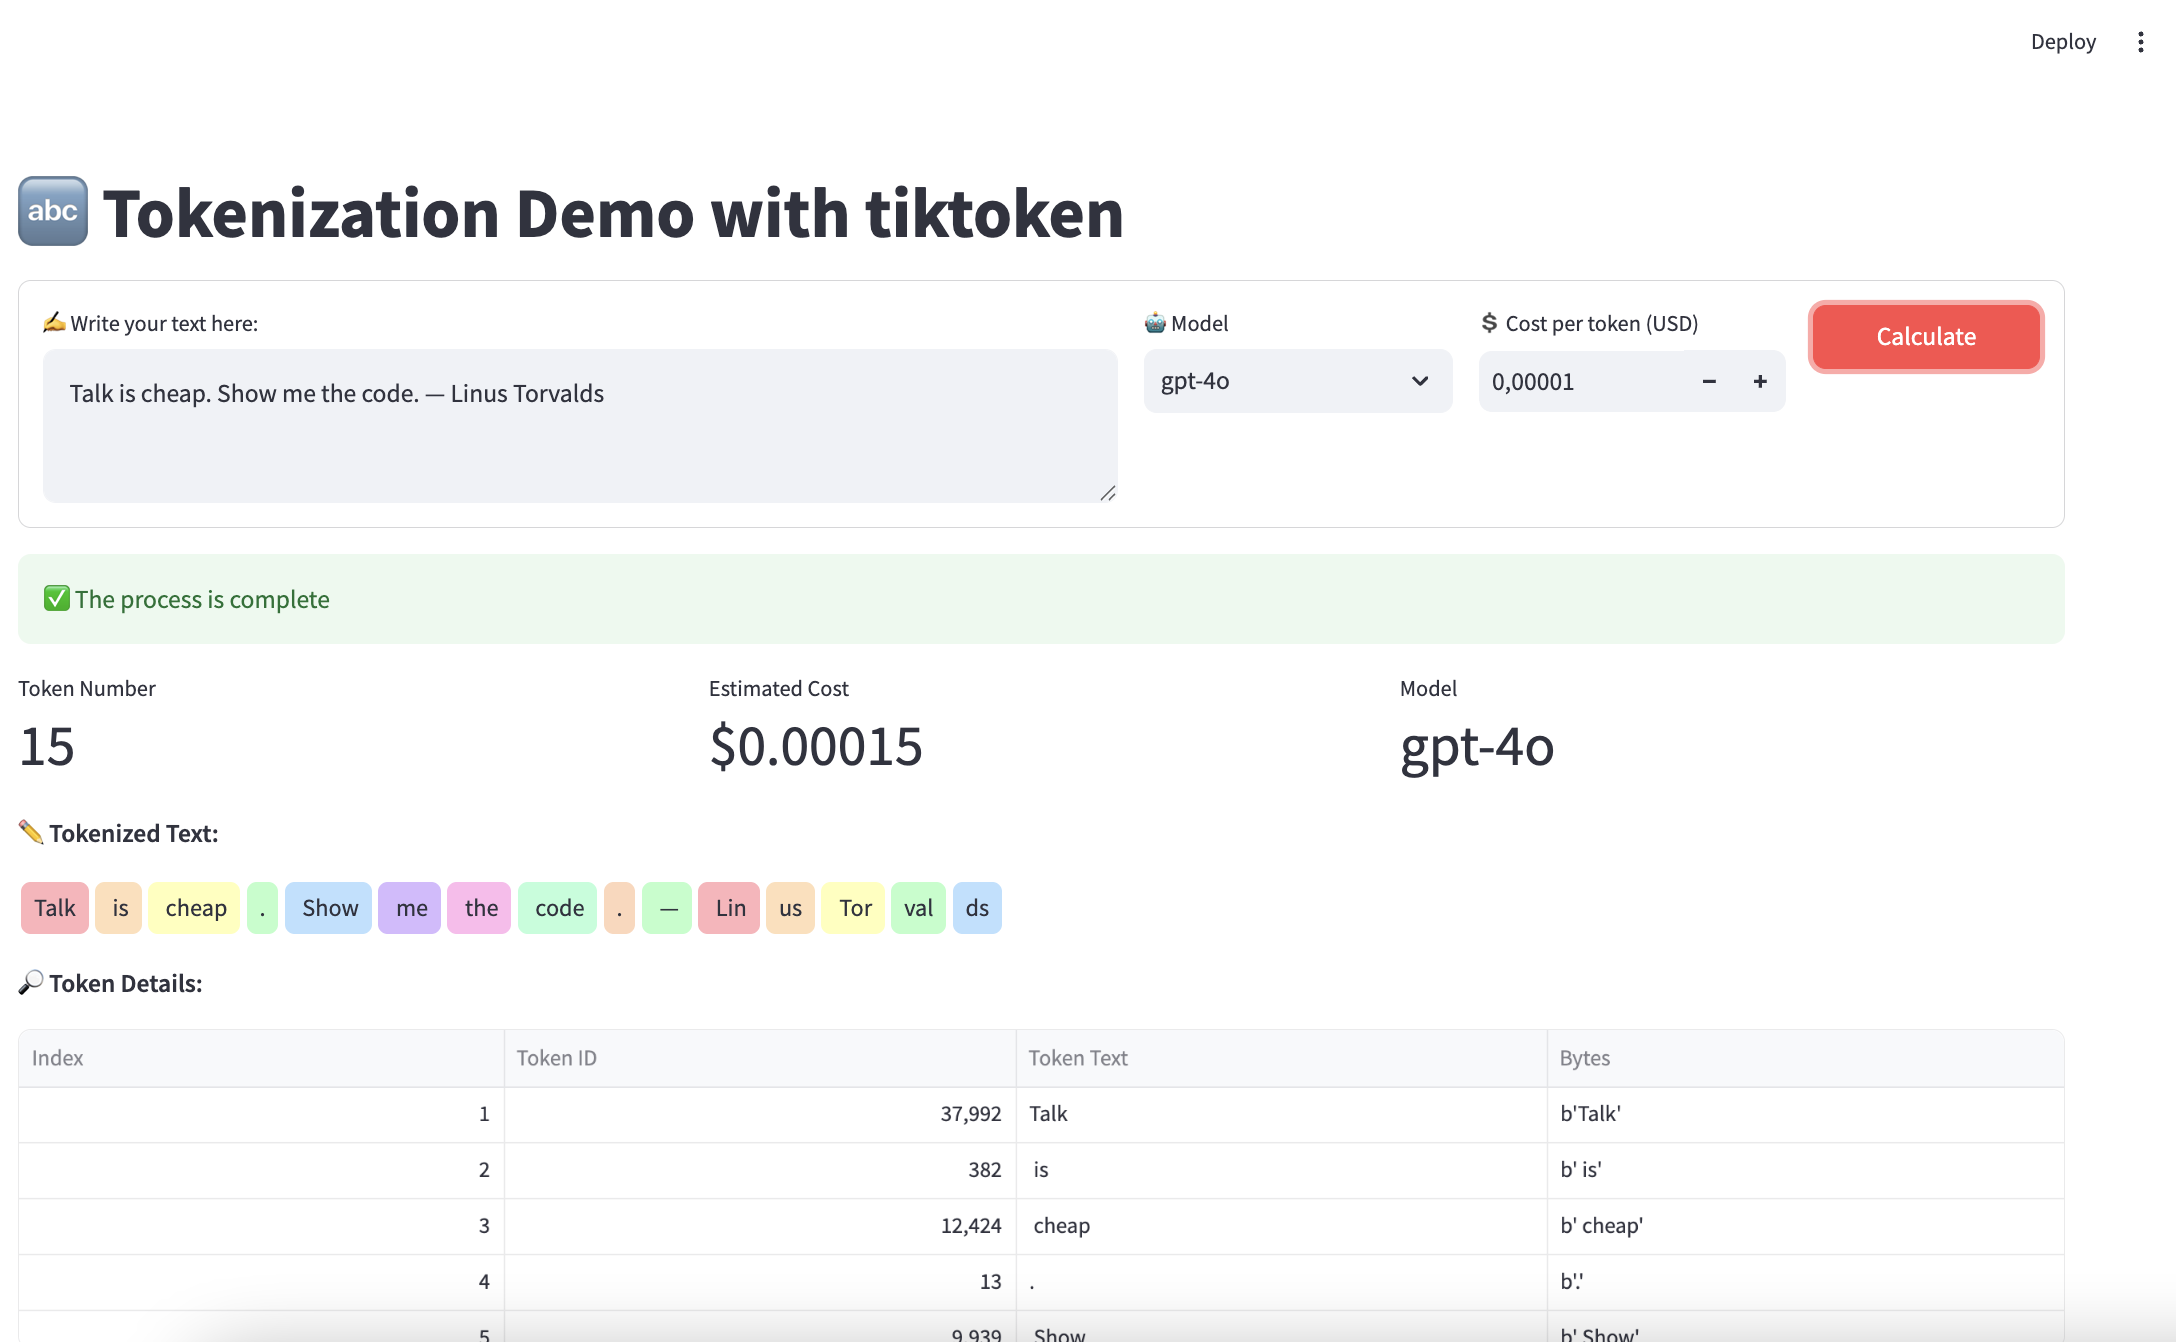 Deploy
abc Tokenization Demo with tiktoken
✍️ Write your text here:
🤖 Model
$ Cost per token (USD)
Calculate
Talk is cheap. Show me the code. — Linus Torvalds
gpt-4o
0,00001 − +
✅ The process is complete
Token Number
Estimated Cost
Model
15
$0.00015
gpt-4o
✏️ Tokenized Text:
Talk is cheap . Show me the code . — Lin us Tor val ds
🔎 Token Details:
Index Token ID Token Text Bytes
1 37,992 Talk b'Talk'
2 382 is b' is'
3 12,424 cheap b' cheap'
4 13 . b'.'
5 9,939 Show b' Show'